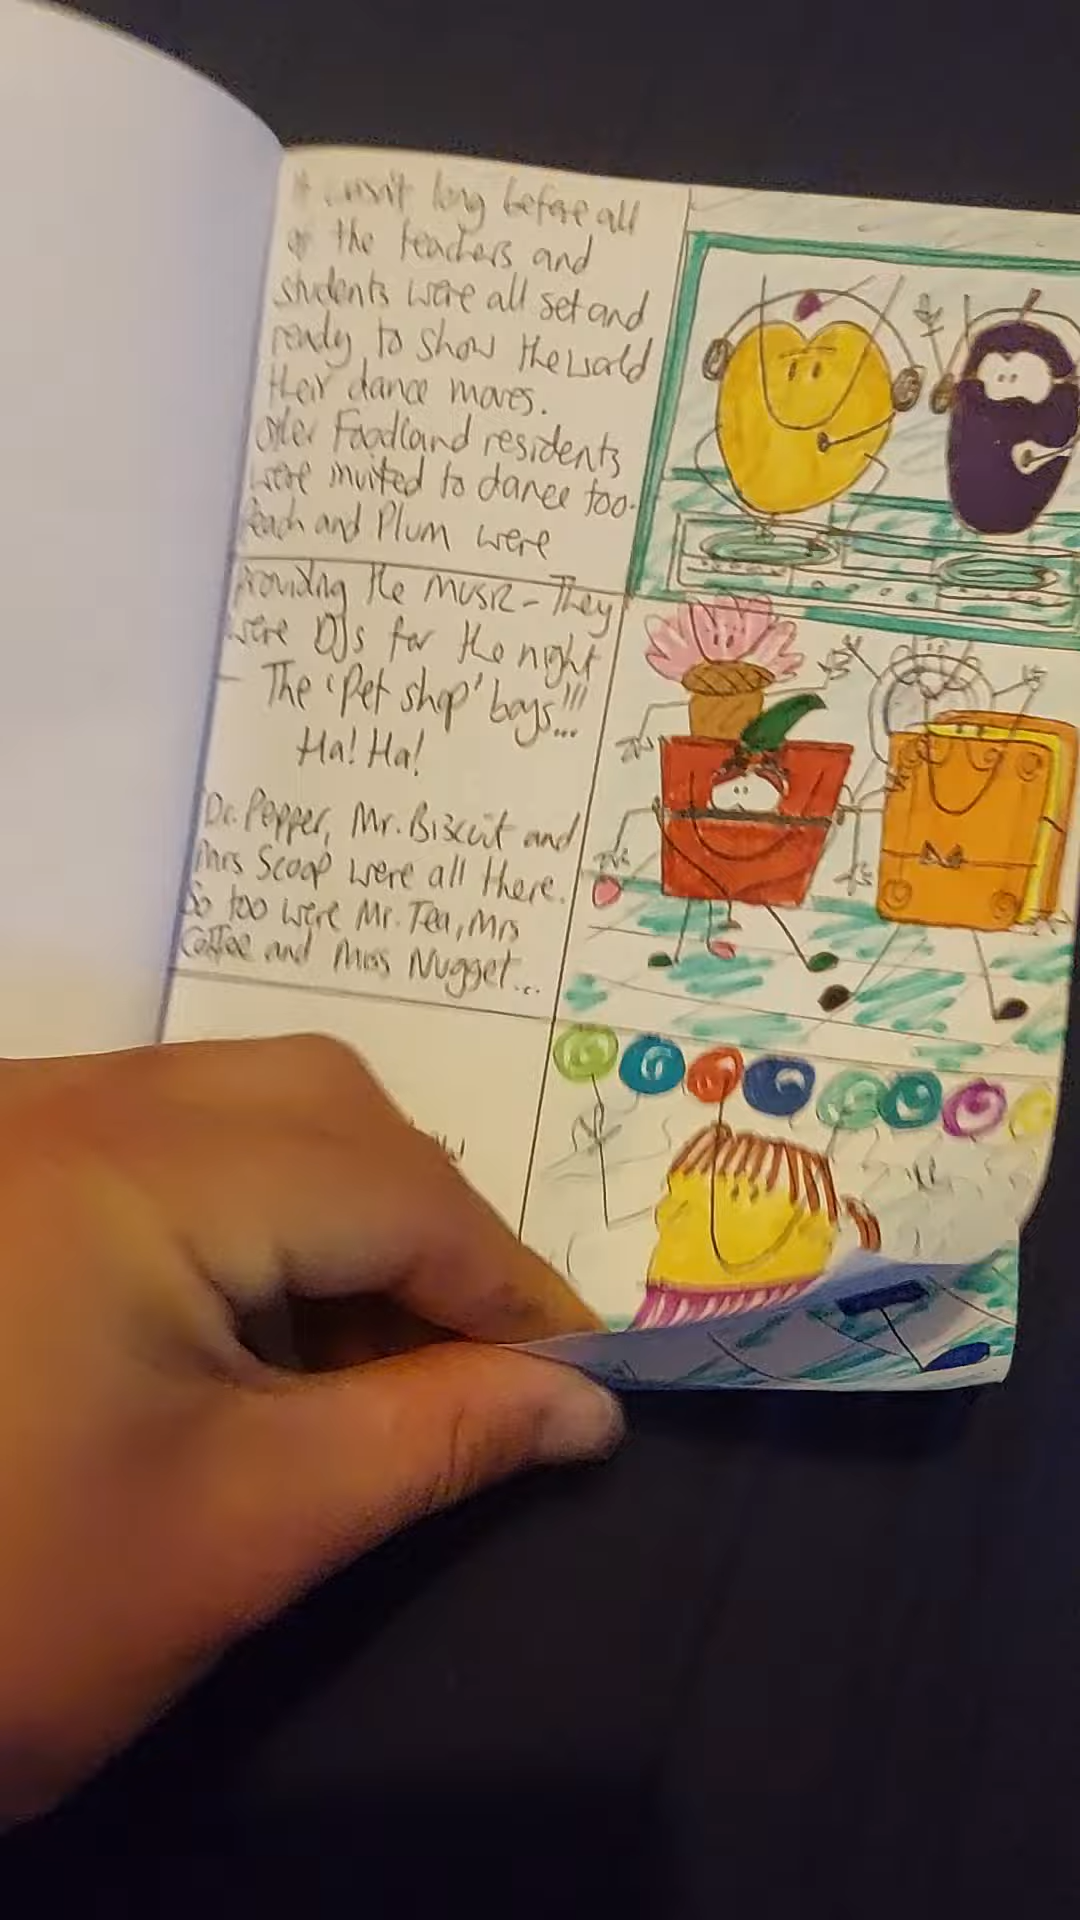 It wasn't long before all
of the teachers and
students were all set and
ready to show the world
their dance moves.
Other Foodland residents
were invited to dance too.
Peach and Plum were
Providing the music - They
were DJs for the night
- The 'Pet shop' boys!!!
Ha! Ha!
Dr. Pepper, Mr. Biscuit and
Mrs Scoop were all there.
So too were Mr. Tea, Mrs
Coffee and Miss Nugget...